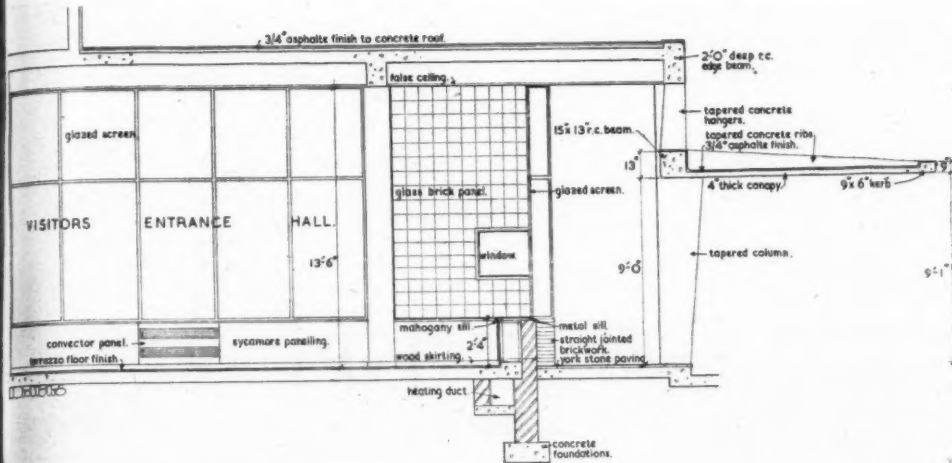 3/4" asphalte finish to concrete roof.
2'-0" deep r.c.
edge beam.
false ceiling.
tapered concrete
hangers.
glazed screen
15"x 13" r.c. beam.
tapered concrete ribs
3/4" asphalte finish.
13"
9"
glass brick panel.
glazed screen.
4" thick canopy.
9"x 6" kerb
VISITORS ENTRANCE HALL.
window.
tapered column.
13'-6"
9'-0"
9'-1"
mahogany sill.
metal sill.
convector panel.
sycamore panelling.
2'-4"
straight jointed
brickwork.
terrazzo floor finish
wood skirting.
york stone paving
heating duct
concrete
foundations.